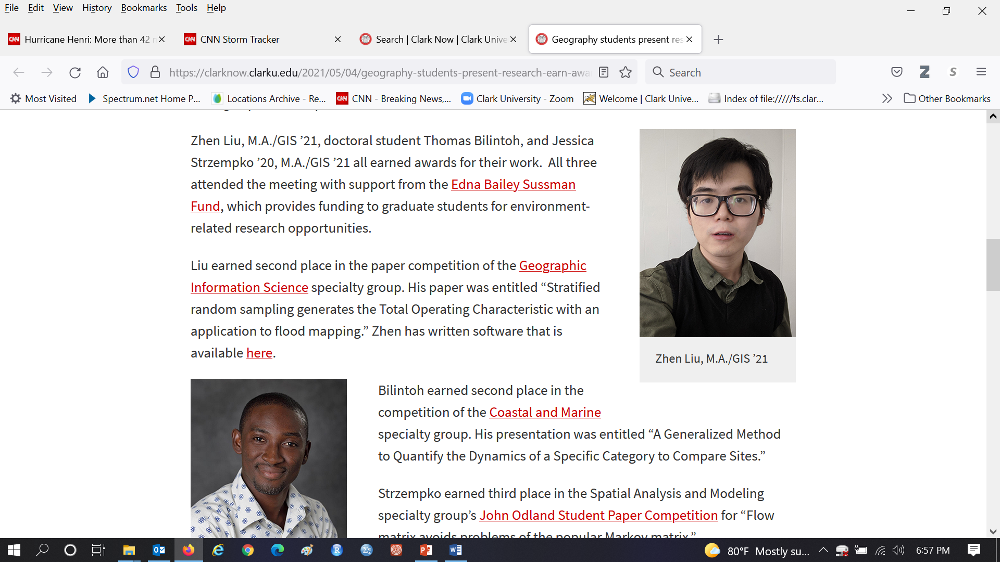 File Edit View History Bookmarks Tools Help
Hurricane Henri: More than 42
CNN Storm Tracker
Search | Clark Now | Clark Unive
Geography students present res
https://clarknow.clarku.edu/2021/05/04/geography-students-present-research-earn-awa
Search
Most Visited
Spectrum.net Home P...
Locations Archive - Re...
CNN - Breaking News,...
Clark University - Zoom
Welcome | Clark Unive...
Index of file://///fs.clar...
Other Bookmarks
Zhen Liu, M.A./GIS ’21, doctoral student Thomas Bilintoh, and Jessica
Strzempko ’20, M.A./GIS ’21 all earned awards for their work. All three
attended the meeting with support from the Edna Bailey Sussman
Fund, which provides funding to graduate students for environment-
related research opportunities.
Liu earned second place in the paper competition of the Geographic
Information Science specialty group. His paper was entitled “Stratified
random sampling generates the Total Operating Characteristic with an
application to flood mapping.” Zhen has written software that is
available here.
Zhen Liu, M.A./GIS ’21
Bilintoh earned second place in the
competition of the Coastal and Marine
specialty group. His presentation was entitled “A Generalized Method
to Quantify the Dynamics of a Specific Category to Compare Sites.”
Strzempko earned third place in the Spatial Analysis and Modeling
specialty group’s John Odland Student Paper Competition for “Flow
matrix avoids problems of the popular Markov matrix.”
80°F Mostly su...
6:57 PM